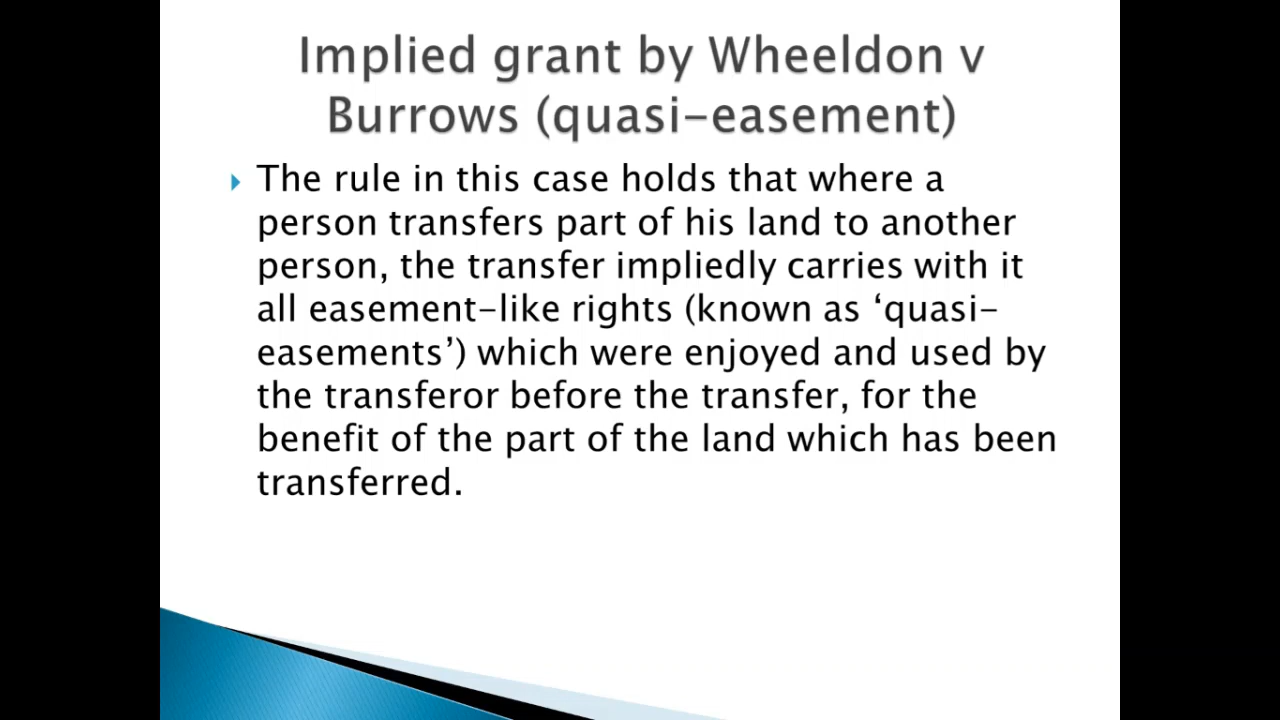 Implied grant by Wheeldon v
Burrows (quasi-easement)
The rule in this case holds that where a
person transfers part of his land to another
person, the transfer impliedly carries with it
all easement-like rights (known as ‘quasi-
easements’) which were enjoyed and used by
the transferor before the transfer, for the
benefit of the part of the land which has been
transferred.